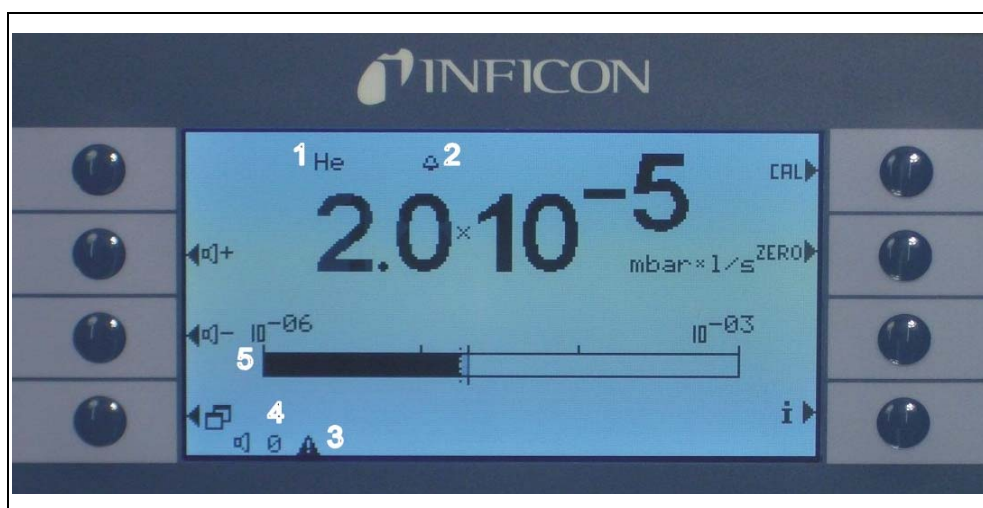 INFICON
1 He 2
CAL
2.0×10⁻⁵
+
mbar×l/s ZERO
10⁻⁰⁶ 10⁻⁰³
-
5
4 i
0 3